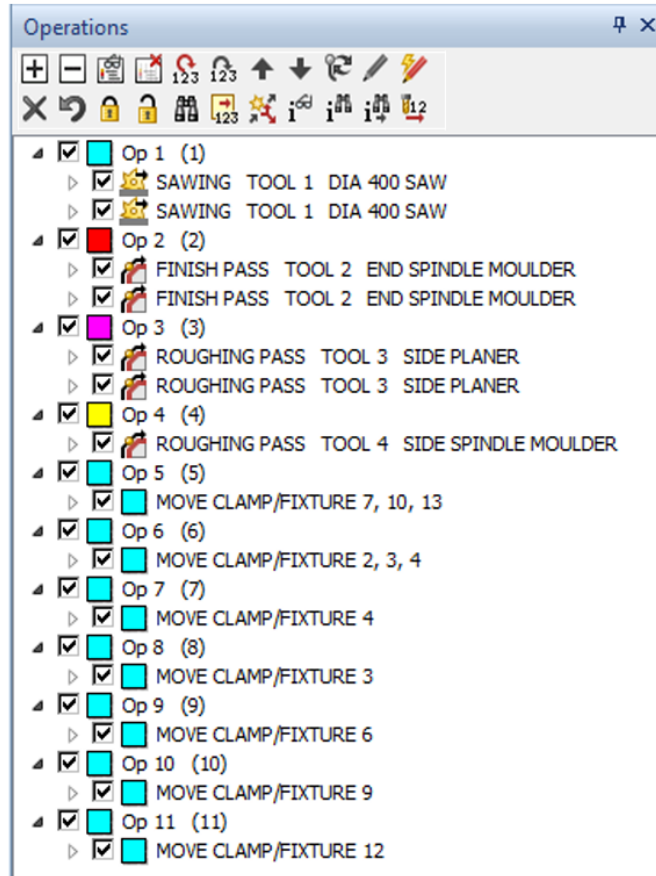 Operations
123 123
123 i i i 12
Op 1 (1)
SAWING TOOL 1 DIA 400 SAW
SAWING TOOL 1 DIA 400 SAW
Op 2 (2)
FINISH PASS TOOL 2 END SPINDLE MOULDER
FINISH PASS TOOL 2 END SPINDLE MOULDER
Op 3 (3)
ROUGHING PASS TOOL 3 SIDE PLANER
ROUGHING PASS TOOL 3 SIDE PLANER
Op 4 (4)
ROUGHING PASS TOOL 4 SIDE SPINDLE MOULDER
Op 5 (5)
MOVE CLAMP/FIXTURE 7, 10, 13
Op 6 (6)
MOVE CLAMP/FIXTURE 2, 3, 4
Op 7 (7)
MOVE CLAMP/FIXTURE 4
Op 8 (8)
MOVE CLAMP/FIXTURE 3
Op 9 (9)
MOVE CLAMP/FIXTURE 6
Op 10 (10)
MOVE CLAMP/FIXTURE 9
Op 11 (11)
MOVE CLAMP/FIXTURE 12